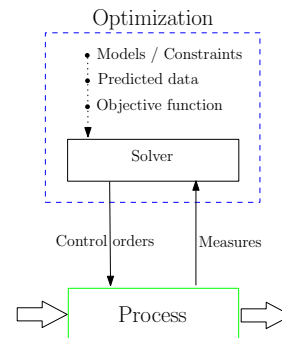 Optimization
Models / Constraints
Predicted data
Objective function
Solver
Control orders
Measures
Process